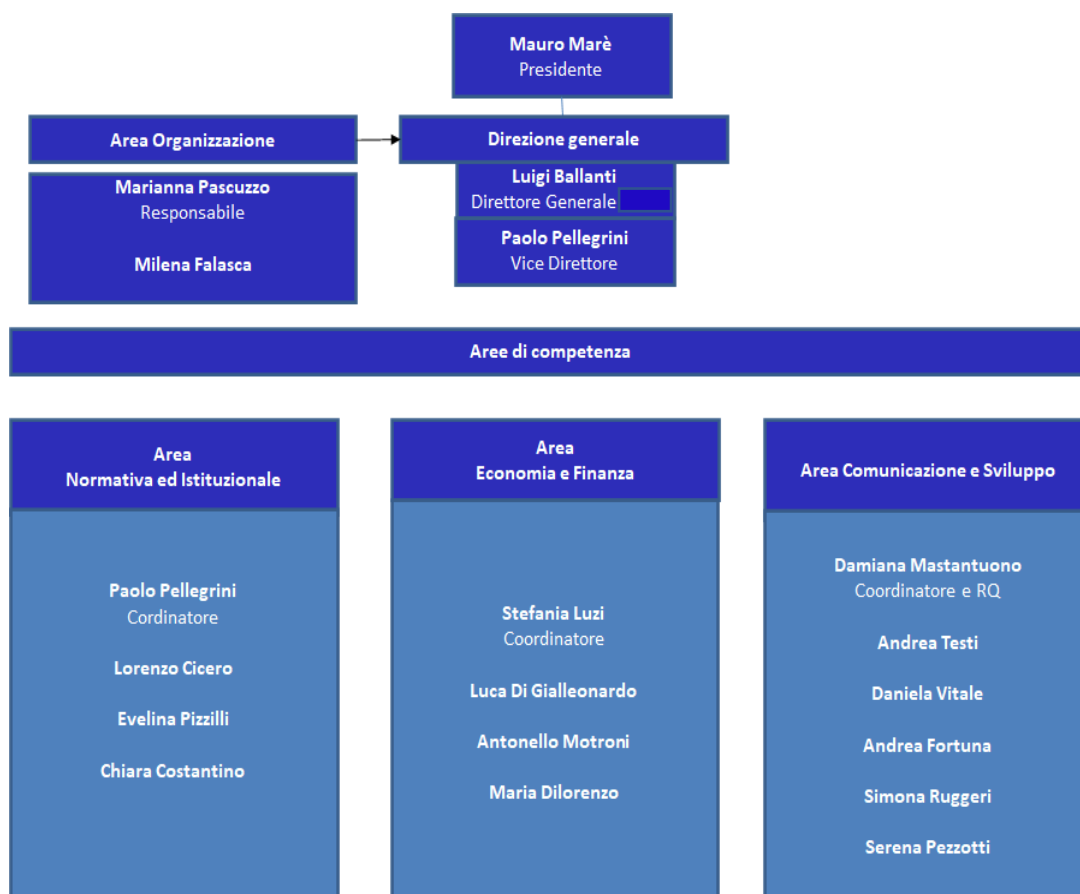 Mauro Marè
Presidente
Area Organizzazione
Direzione generale
Marianna Pascuzzo
Responsabile
Milena Falasca
Luigi Ballanti
Direttore Generale
Paolo Pellegrini
Vice Direttore
Aree di competenza
Area
Normativa ed Istituzionale
Paolo Pellegrini
Cordinatore
Lorenzo Cicero
Evelina Pizzilli
Chiara Costantino
Area
Economia e Finanza
Stefania Luzi
Coordinatore
Luca Di Gialleonardo
Antonello Motroni
Maria Dilorenzo
Area Comunicazione e Sviluppo
Damiana Mastantuono
Coordinatore e RQ
Andrea Testi
Daniela Vitale
Andrea Fortuna
Simona Ruggeri
Serena Pezzotti